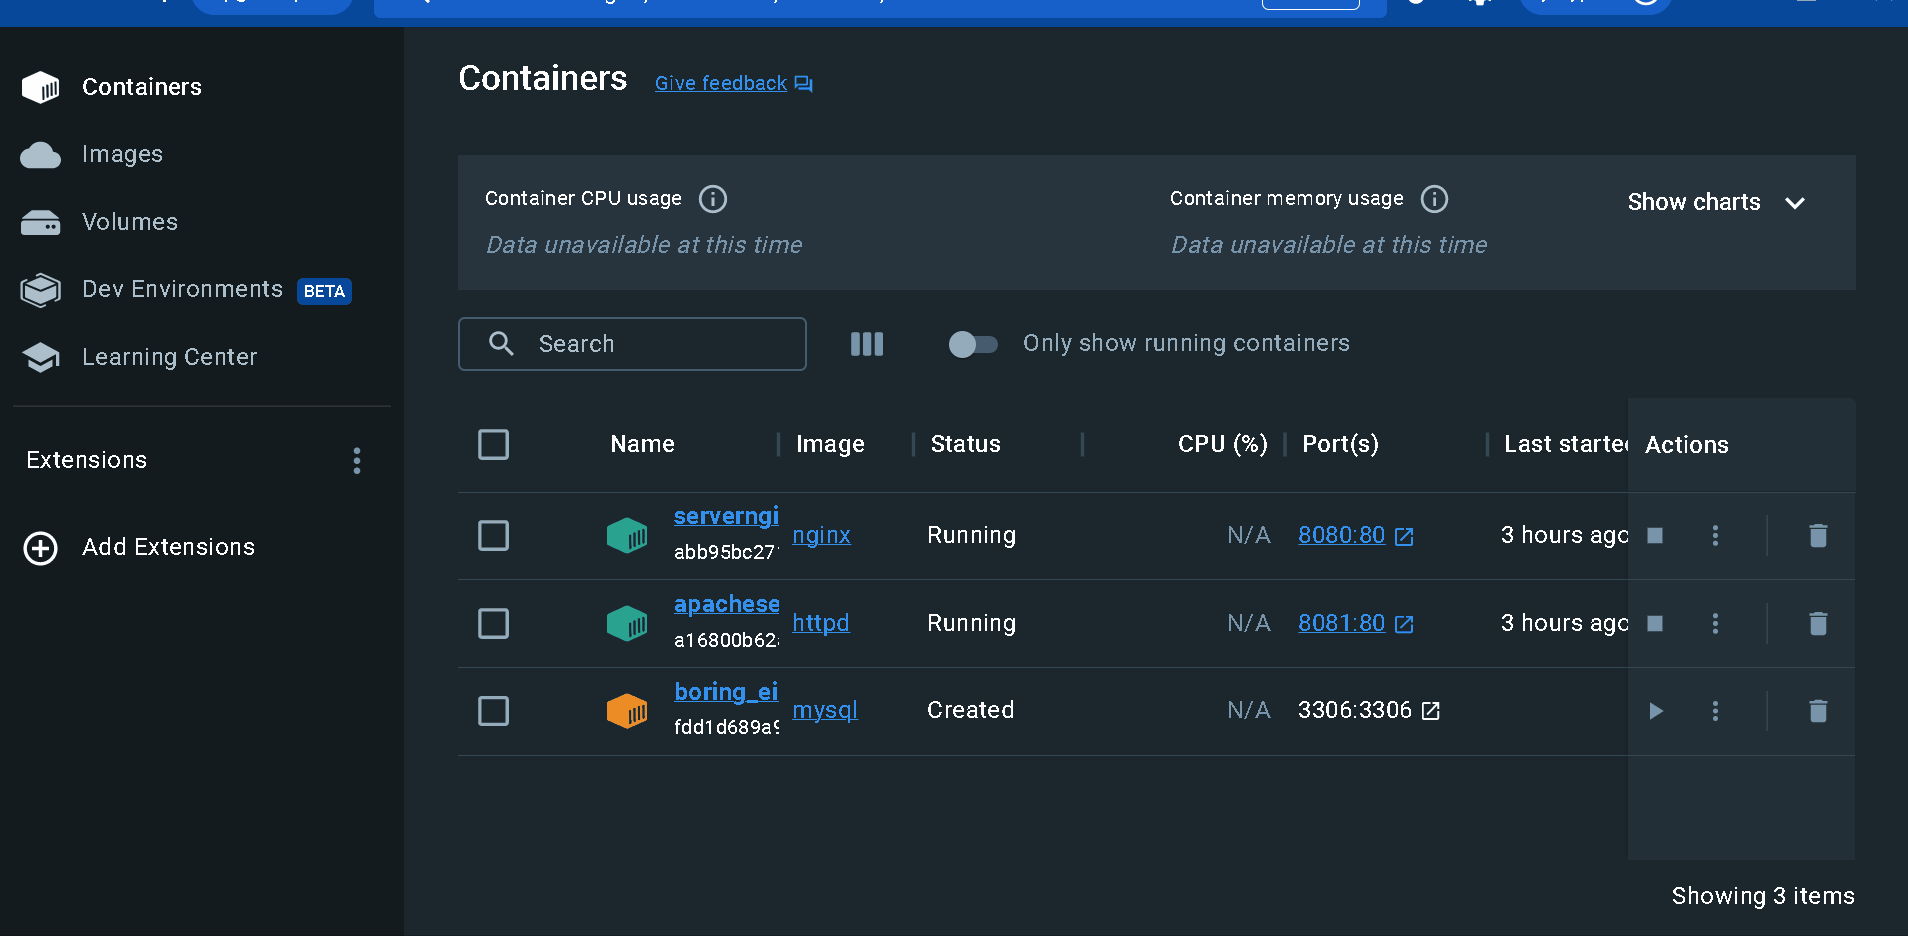 Containers
Images
Volumes
Dev Environments BETA
Learning Center
Extensions
Add Extensions
Containers Give feedback
Container CPU usage
Data unavailable at this time
Container memory usage
Data unavailable at this time
Show charts
Search
Only show running containers
Name Image Status CPU (%) Port(s) Last starte Actions
serverngi
abb95bc27
nginx Running N/A 8080:80 3 hours ago
apachese
a16800b62
httpd Running N/A 8081:80 3 hours ago
boring_ei
fdd1d689a9
mysql Created N/A 3306:3306
Showing 3 items